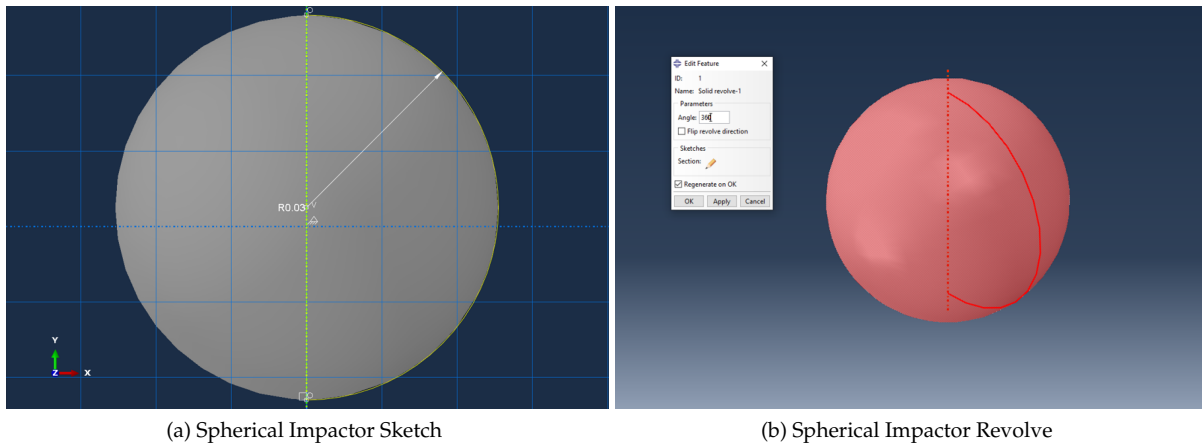 R0.03
Y
Z
X
(a) Spherical Impactor Sketch
Edit Feature
ID: 1
Name: Solid revolve-1
Parameters
Angle: 360
Flip revolve direction
Sketches
Section:
Regenerate on OK
OK Apply Cancel
(b) Spherical Impactor Revolve